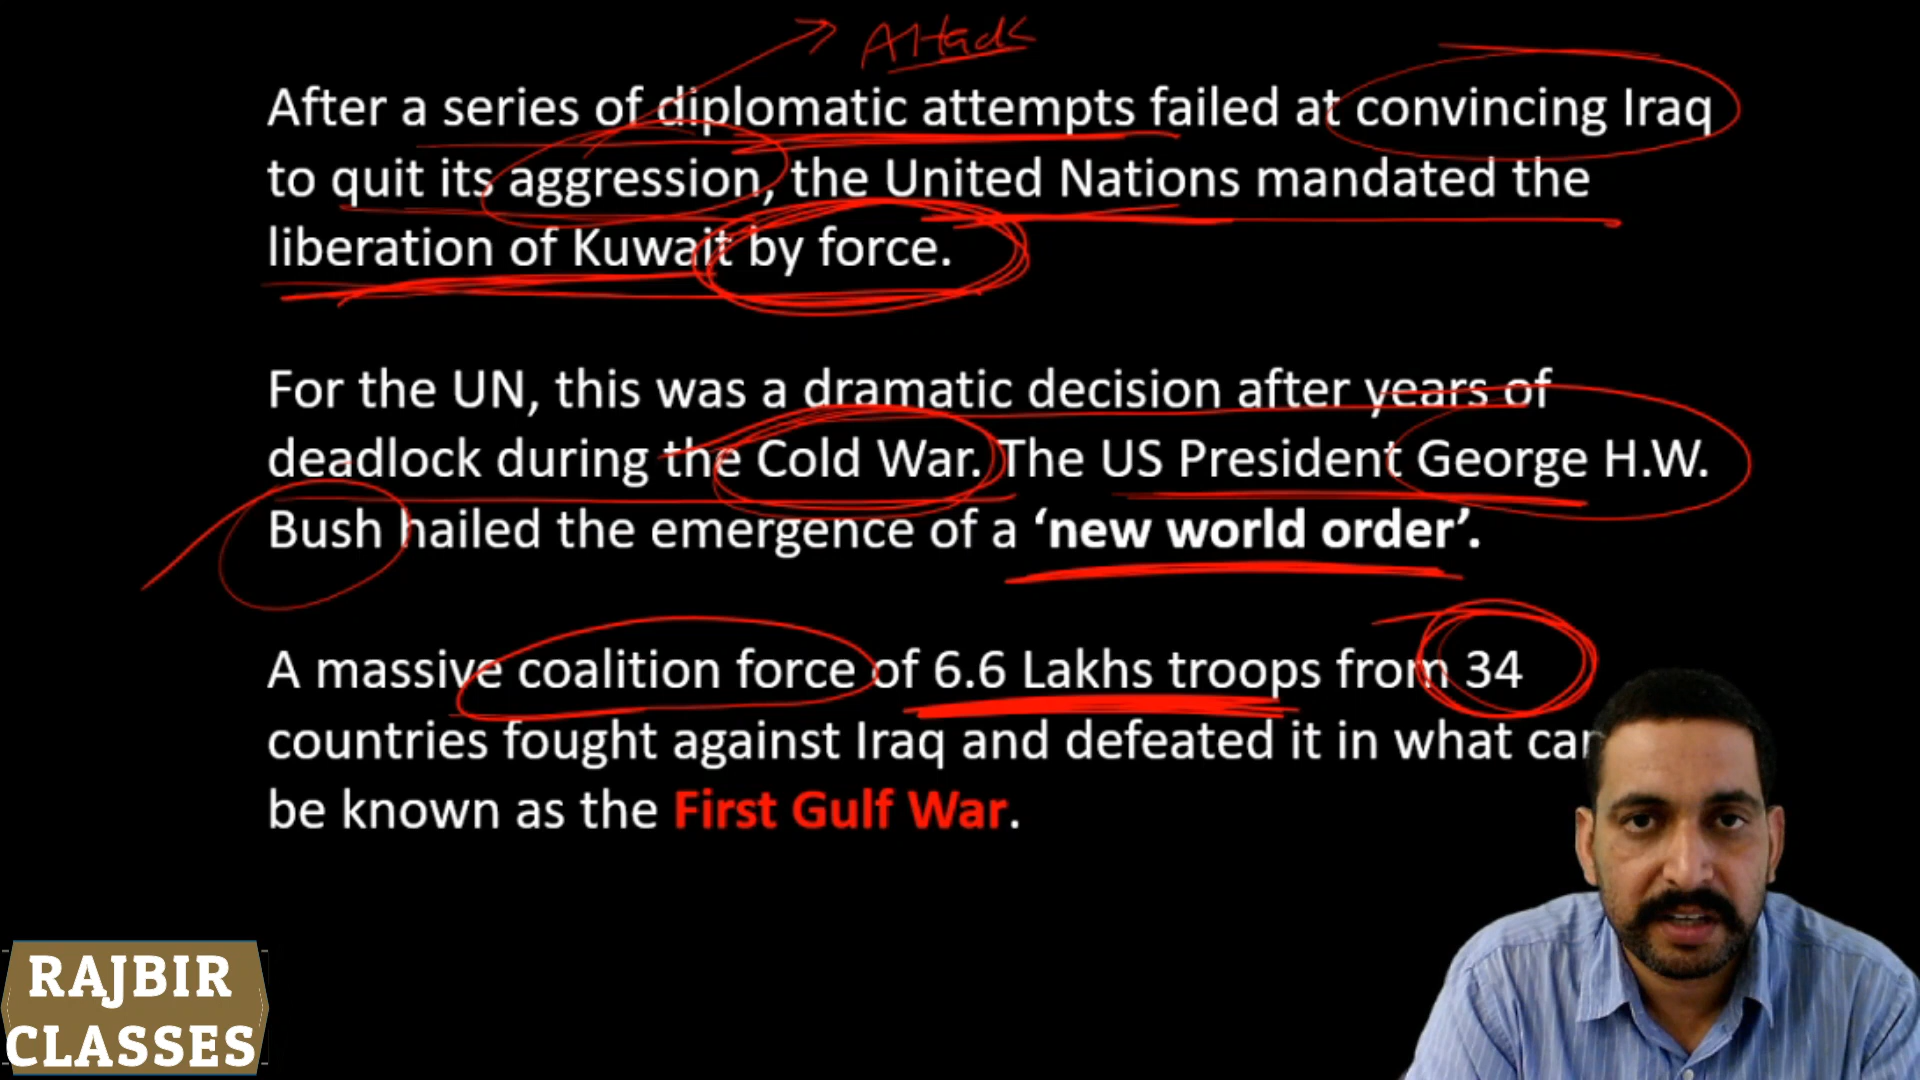 Attack
After a series of diplomatic attempts failed at convincing Iraq
to quit its aggression, the United Nations mandated the
liberation of Kuwait by force.
For the UN, this was a dramatic decision after years of
deadlock during the Cold War. The US President George H.W.
Bush hailed the emergence of a ‘new world order’.
A massive coalition force of 6.6 Lakhs troops from 34
countries fought against Iraq and defeated it in what can
be known as the First Gulf War.
RAJBIR
CLASSES